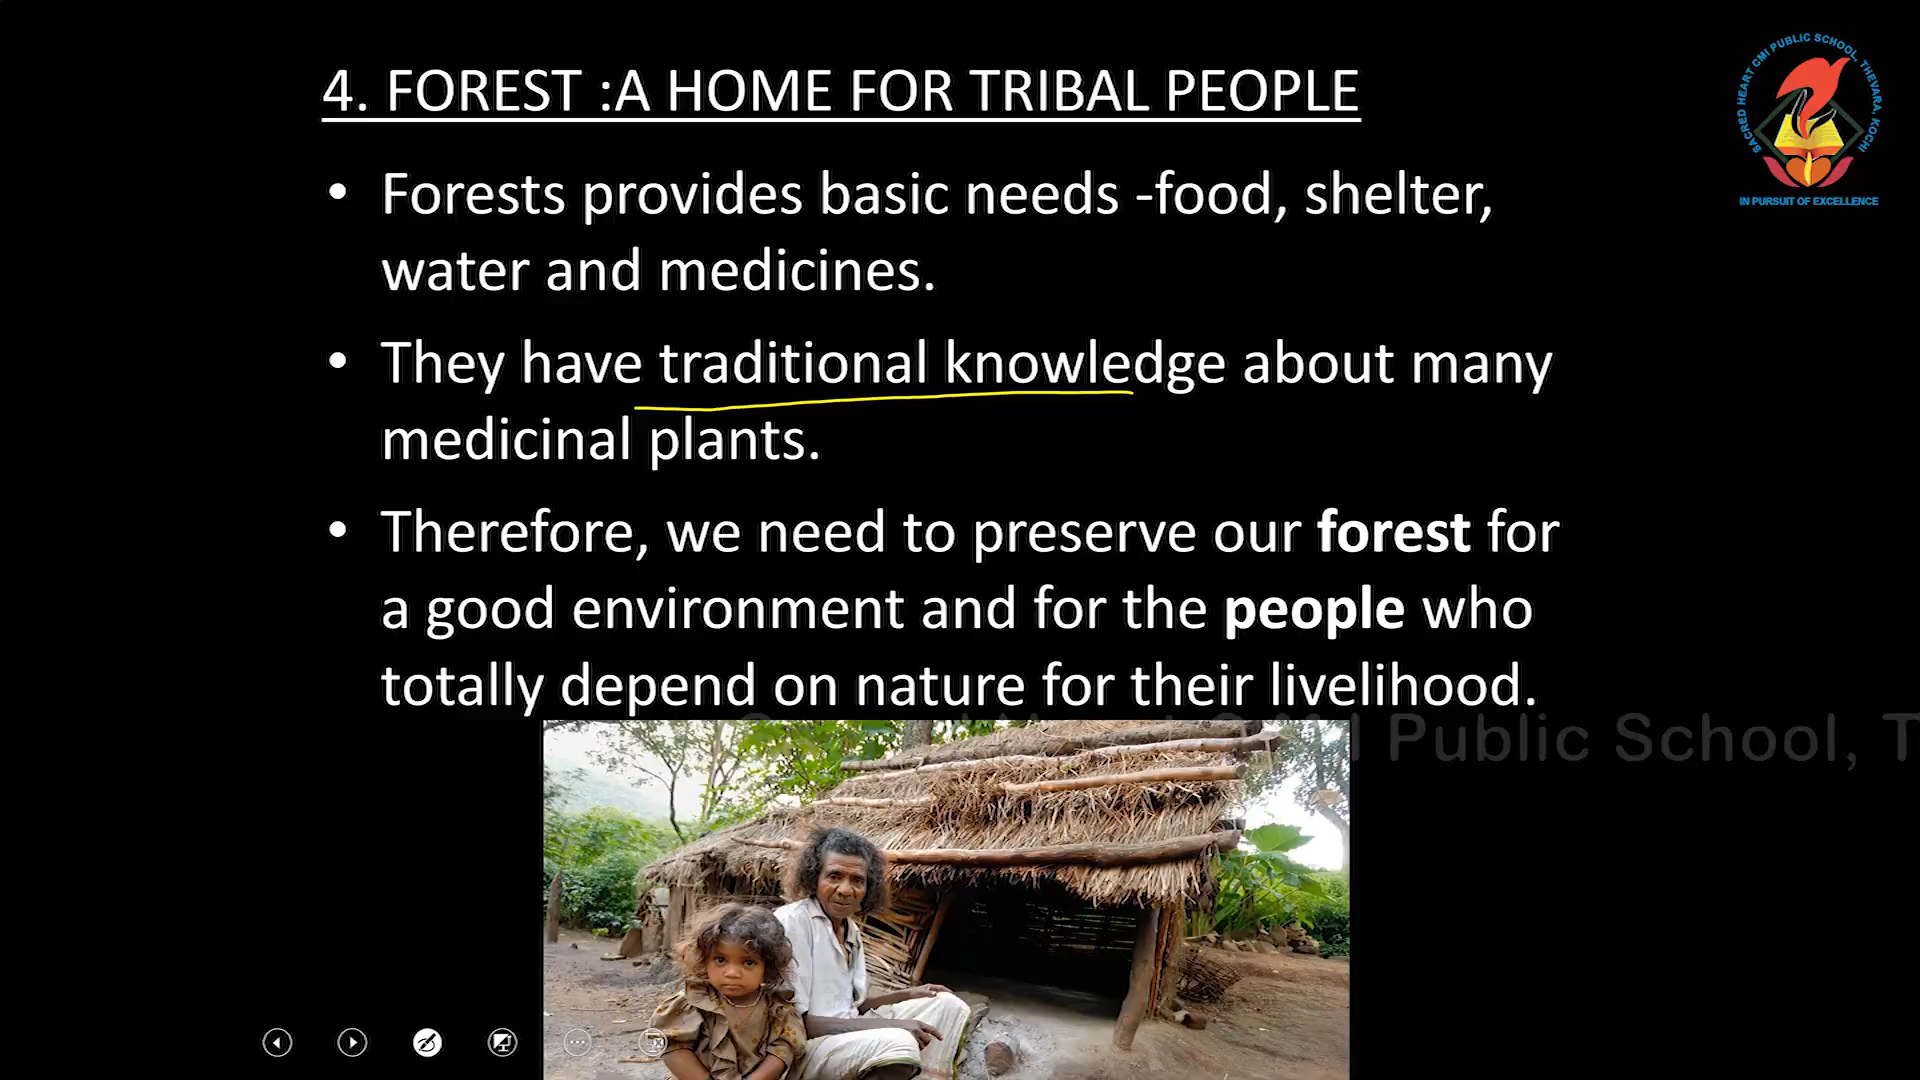 4. FOREST :A HOME FOR TRIBAL PEOPLE
• Forests provides basic needs -food, shelter,
water and medicines.
• They have traditional knowledge about many
medicinal plants.
• Therefore, we need to preserve our forest for
a good environment and for the people who
totally depend on nature for their livelihood.
SACRED HEART CMI PUBLIC SCHOOL, THEVARA, KOCHI
IN PURSUIT OF EXCELLENCE
Public School, T